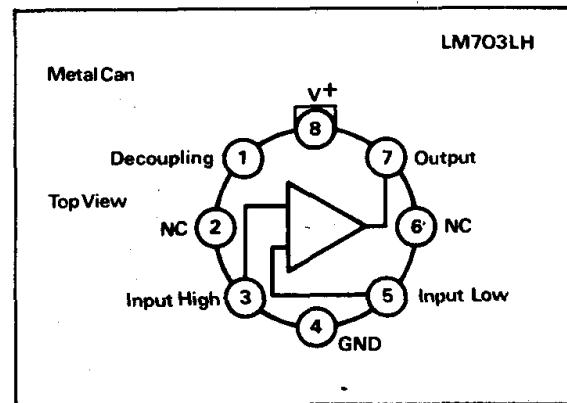 LM703LH
Metal Can
V+
8
Decoupling 1
7 Output
Top View
NC 2
6 NC
Input High 3
5 Input Low
4
GND